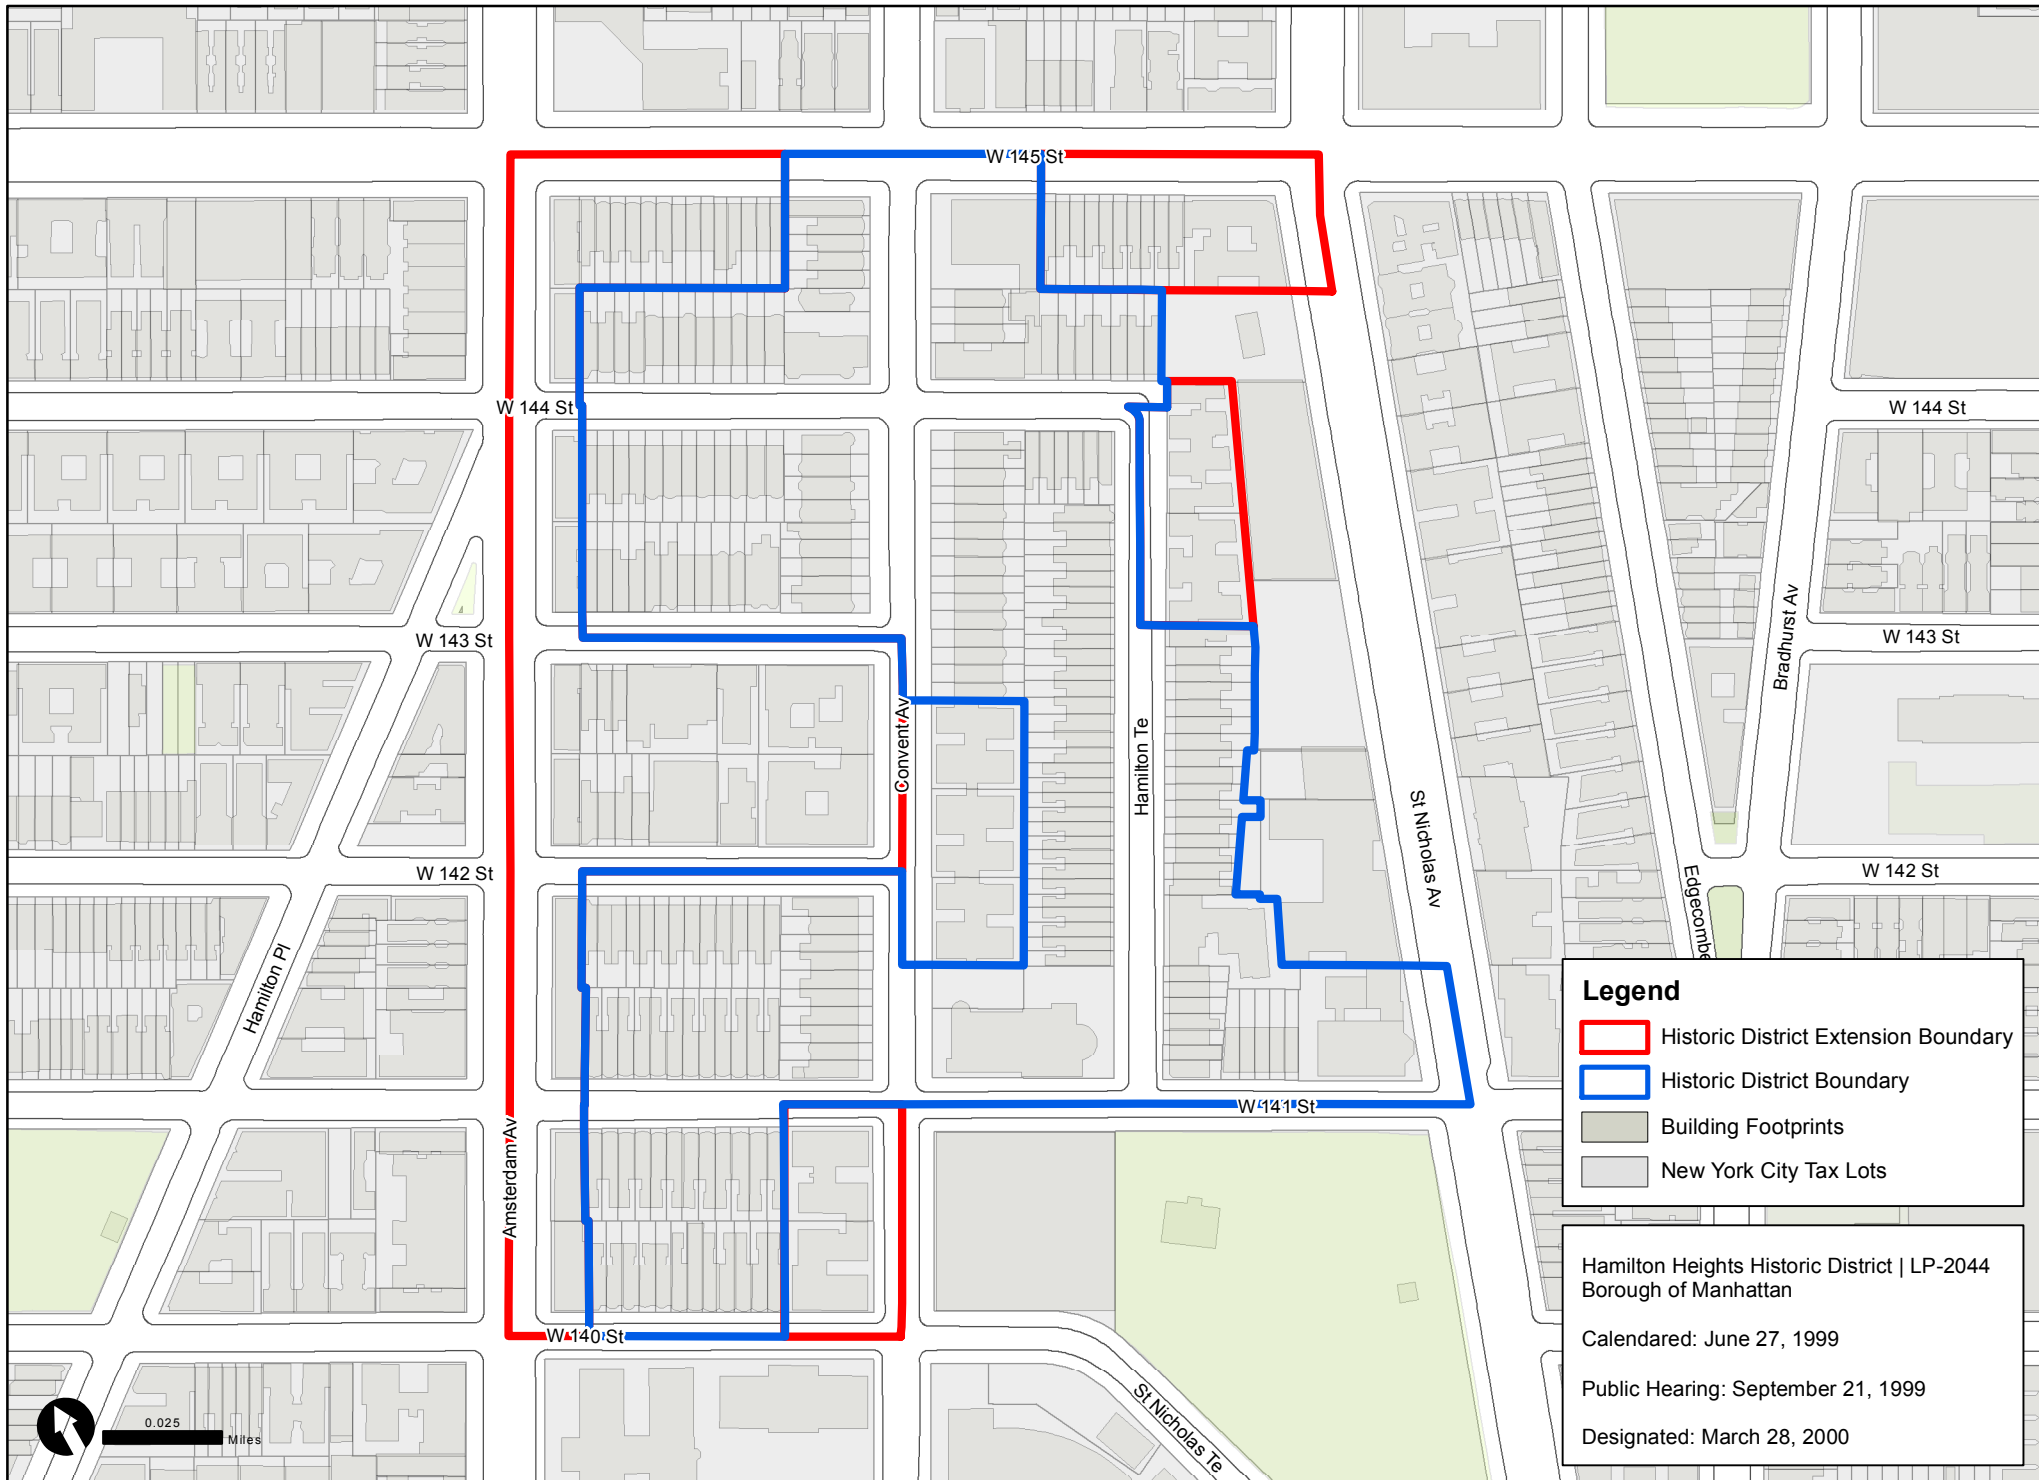 W 145 St
W 144 St
W 144 St
W 143 St
W 143 St
W 142 St
W 142 St
W 141 St
W 140 St
Hamilton Pl
Amsterdam Av
Convent Av
Hamilton Te
St Nicholas Av
Edgecombe
Bradhurst Av
St Nicholas Te
Legend
Historic District Extension Boundary
Historic District Boundary
Building Footprints
New York City Tax Lots
Hamilton Heights Historic District | LP-2044
Borough of Manhattan
Calendared: June 27, 1999
Public Hearing: September 21, 1999
Designated: March 28, 2000
0.025
Miles